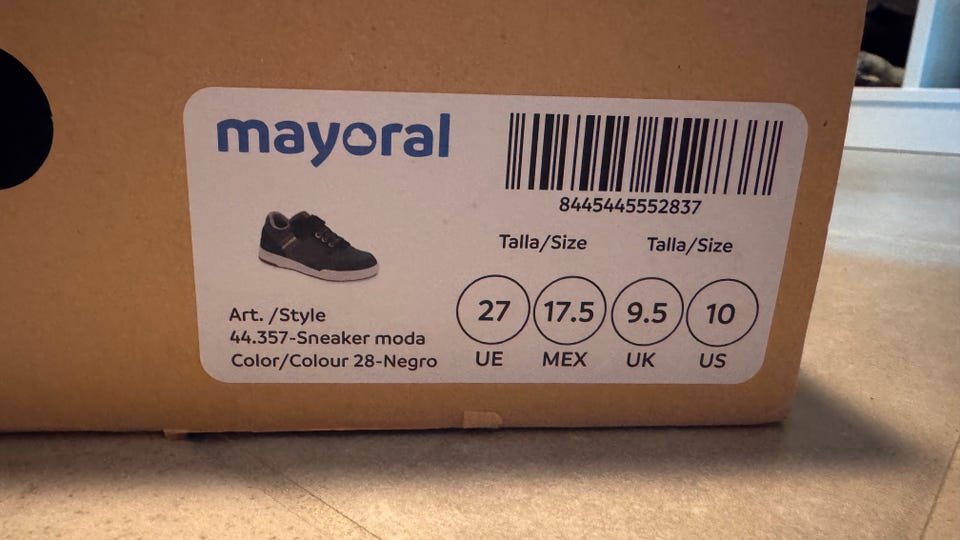 mayoral
8445445552837
Talla/Size Talla/Size
27 17.5 9.5 10
UE MEX UK US
Art. /Style
44.357-Sneaker moda
Color/Colour 28-Negro